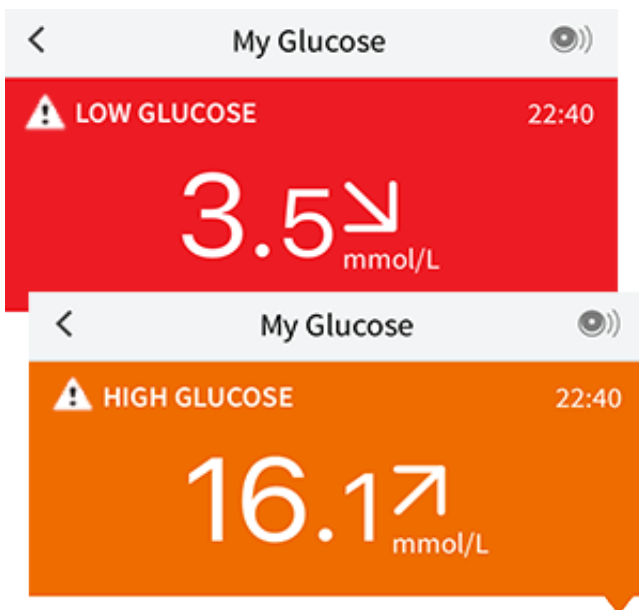 My Glucose
LOW GLUCOSE 22:40
3.5
mmol/L
My Glucose
HIGH GLUCOSE 22:40
16.1
mmol/L